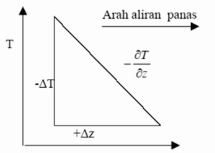 Arah aliran panas
T
-∂T/∂z
-ΔT
+Δz